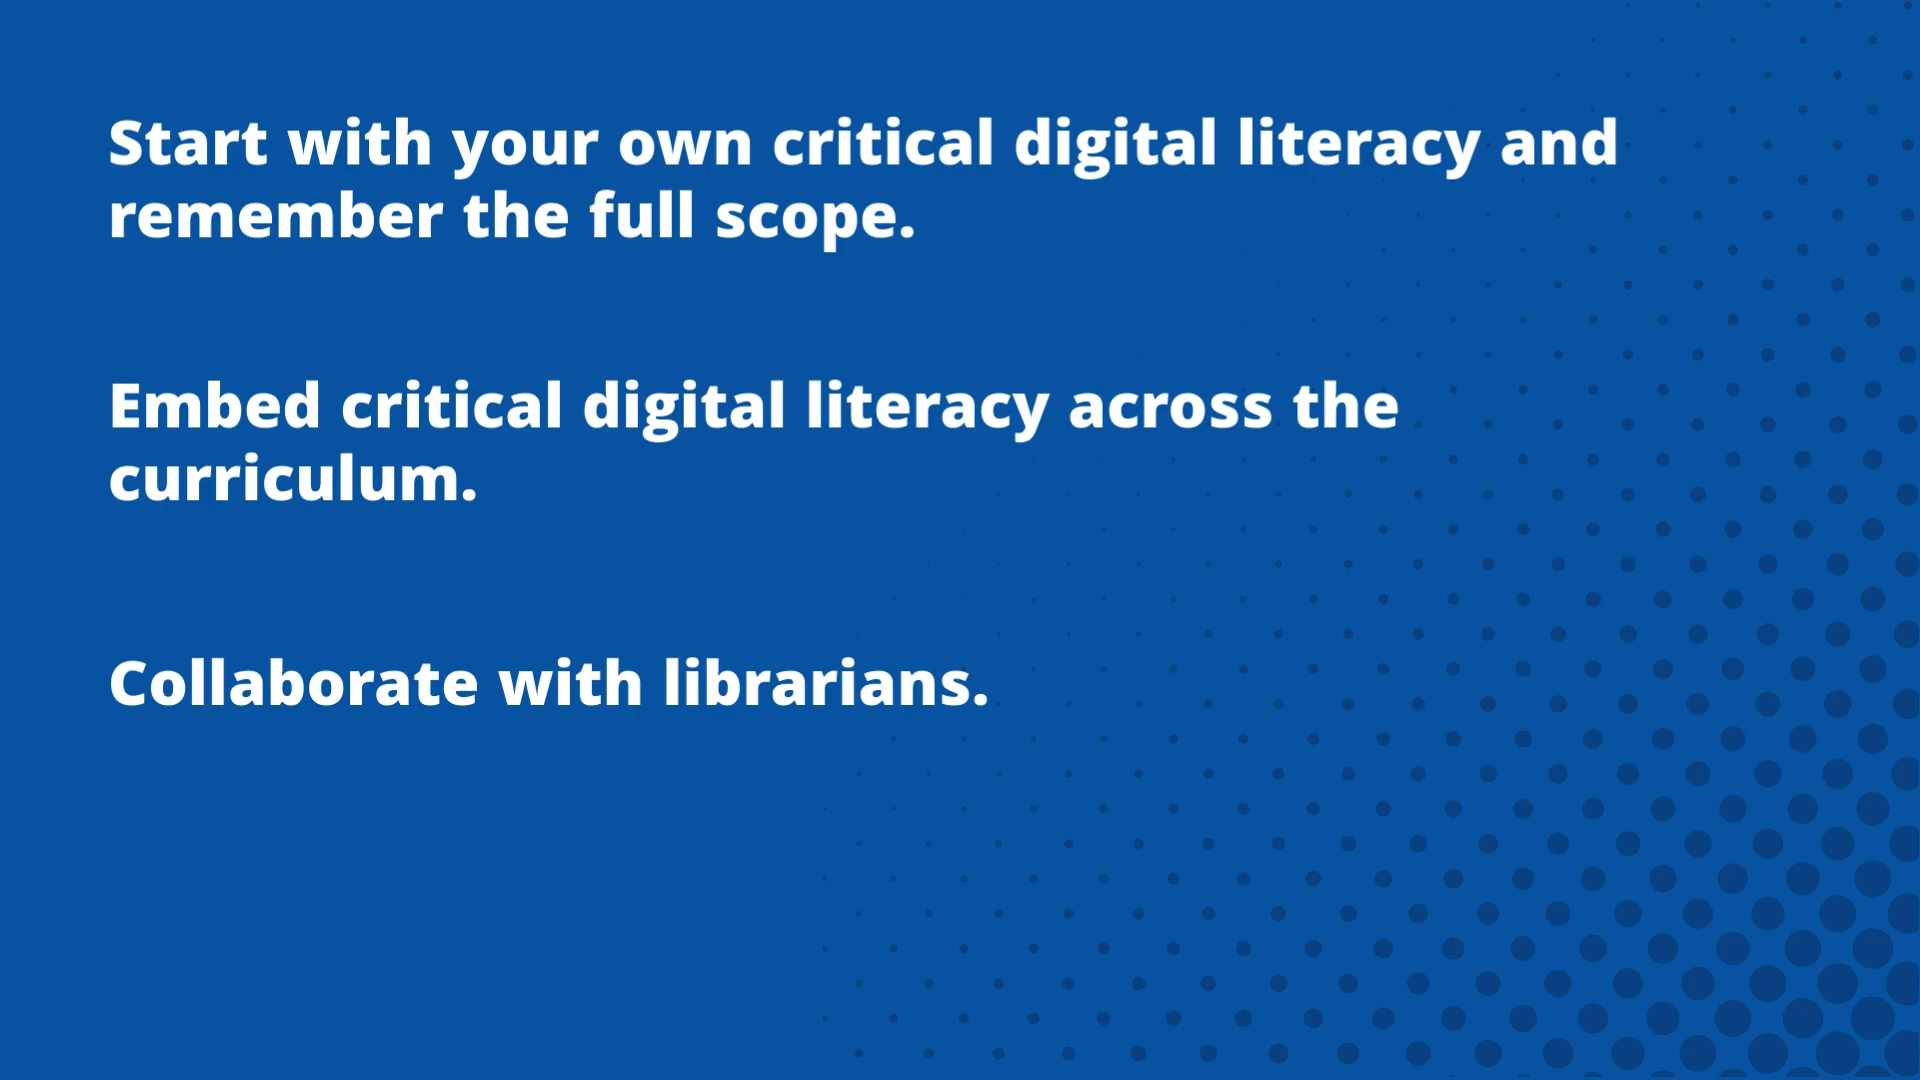 Start with your own critical digital literacy and
remember the full scope.
Embed critical digital literacy across the
curriculum.
Collaborate with librarians.